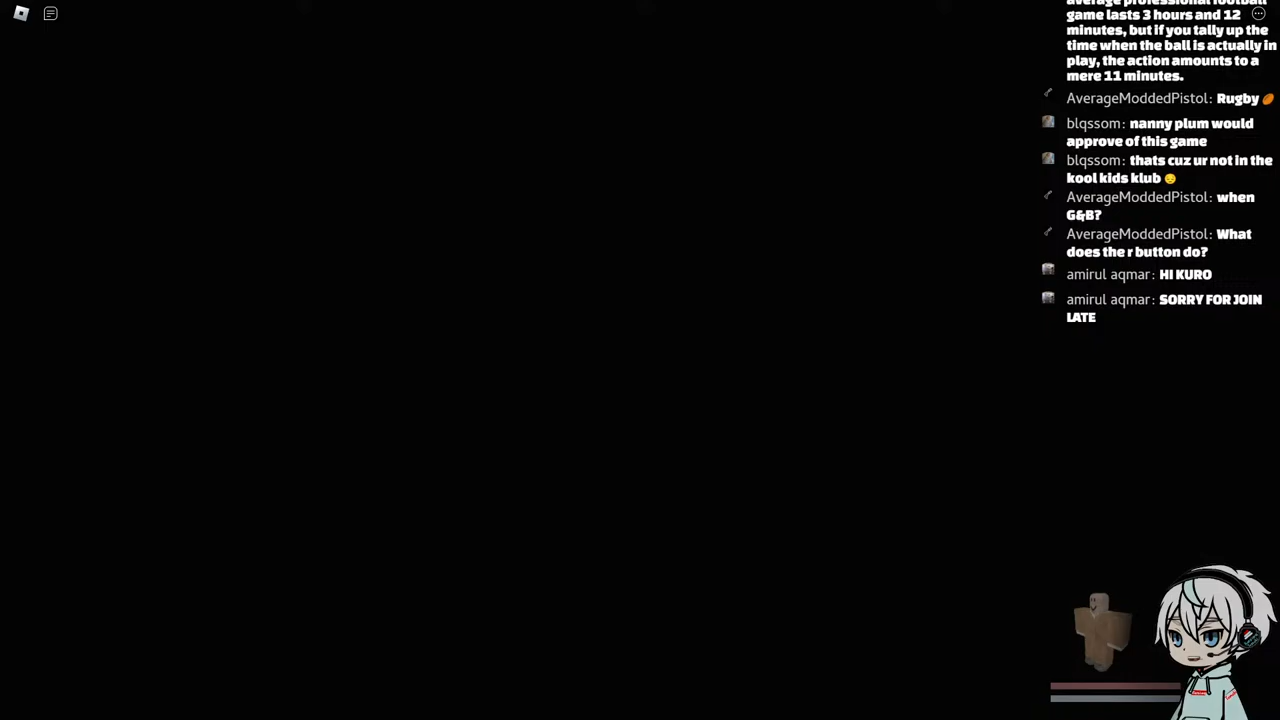 average professional football
game lasts 3 hours and 12
minutes, but if you tally up the
time when the ball is actually in
play, the action amounts to a
mere 11 minutes.
AverageModdedPistol: Rugby 🏉
blqssom: nanny plum would
approve of this game
blqssom: thats cuz ur not in the
kool kids klub 😔
AverageModdedPistol: when
G&B?
AverageModdedPistol: What
does the r button do?
amirul aqmar: HI KURO
amirul aqmar: SORRY FOR JOIN
LATE